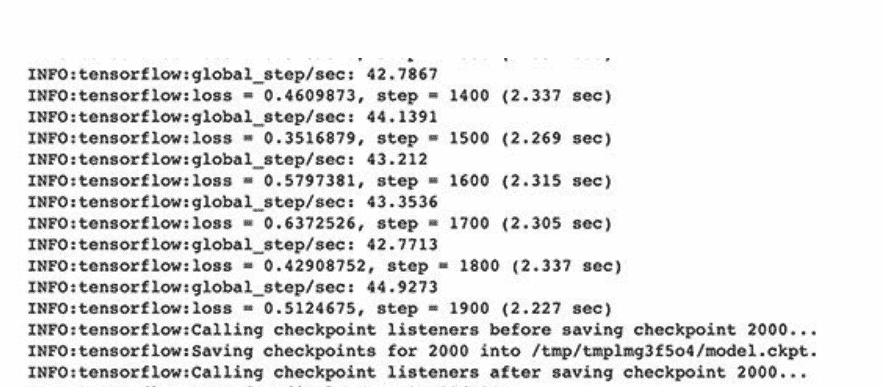 INFO:tensorflow:global_step/sec: 42.7867
INFO:tensorflow:loss = 0.4609873, step = 1400 (2.337 sec)
INFO:tensorflow:global_step/sec: 44.1391
INFO:tensorflow:loss = 0.3516879, step = 1500 (2.269 sec)
INFO:tensorflow:global_step/sec: 43.212
INFO:tensorflow:loss = 0.5797381, step = 1600 (2.315 sec)
INFO:tensorflow:global_step/sec: 43.3536
INFO:tensorflow:loss = 0.6372526, step = 1700 (2.305 sec)
INFO:tensorflow:global_step/sec: 42.7713
INFO:tensorflow:loss = 0.42908752, step = 1800 (2.337 sec)
INFO:tensorflow:global_step/sec: 44.9273
INFO:tensorflow:loss = 0.5124675, step = 1900 (2.227 sec)
INFO:tensorflow:Calling checkpoint listeners before saving checkpoint 2000...
INFO:tensorflow:Saving checkpoints for 2000 into /tmp/tmplmg3f5o4/model.ckpt.
INFO:tensorflow:Calling checkpoint listeners after saving checkpoint 2000...